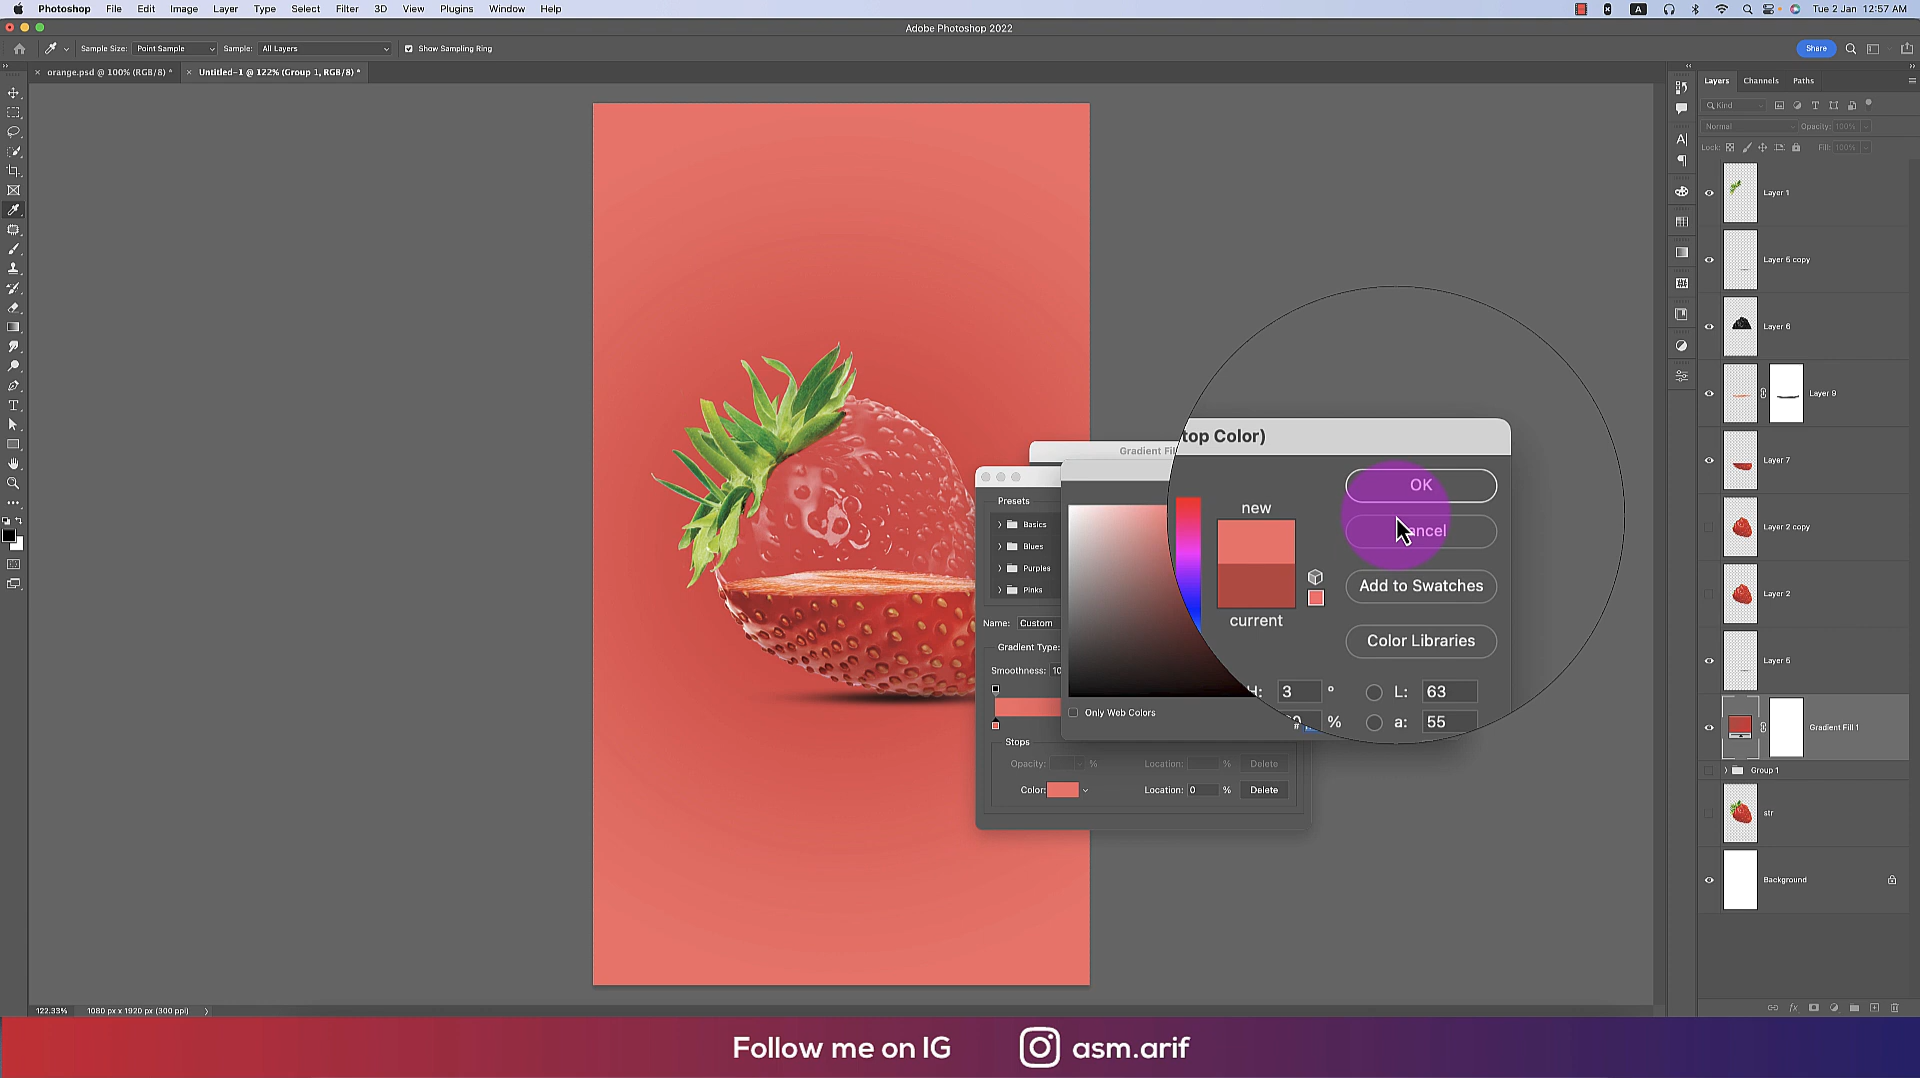 Photoshop File Edit Image Layer Type Select Filter 3D View Plugins Window Help
A
Tue 2 Jan 12:57 AM
Adobe Photoshop 2022
Sample Size: Point Sample Sample: All Layers Show Sampling Ring
Share
orange.psd @ 100% (RGB/8) *
Untitled-1 @ 122% (Group 1, RGB/8) *
Layers Channels Paths
Kind
Normal Opacity: 100%
Lock: Fill: 100%
Layer 1
Layer 5 copy
Layer 6
Layer 9
Layer 7
Layer 2 copy
Layer 2
Layer 5
Gradient Fill 1
Group 1
str
Background
Gradient Fil
top Color)
OK
ancel
Add to Swatches
Color Libraries
new
current
H: 3 °
L: 63
%
a: 55
Only Web Colors
#
Presets
Basics
Blues
Purples
Pinks
Name: Custom
Gradient Type:
Smoothness: 10
Stops
Opacity: % Location: % Delete
Color: Location: 0 % Delete
122.33% 1080 px x 1920 px (300 ppi)
Follow me on IG asm.arif